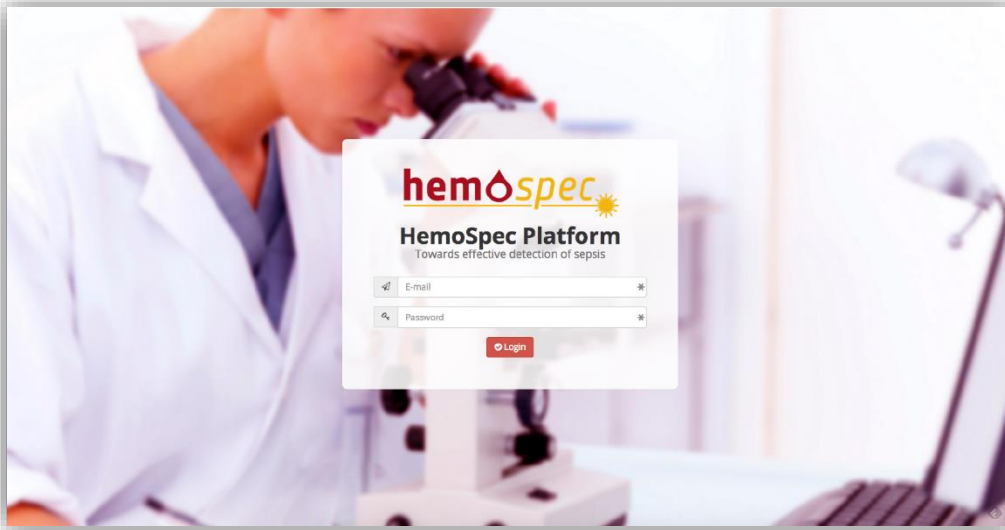 hemospec
HemoSpec Platform
Towards effective detection of sepsis
E-mail
Password
Login